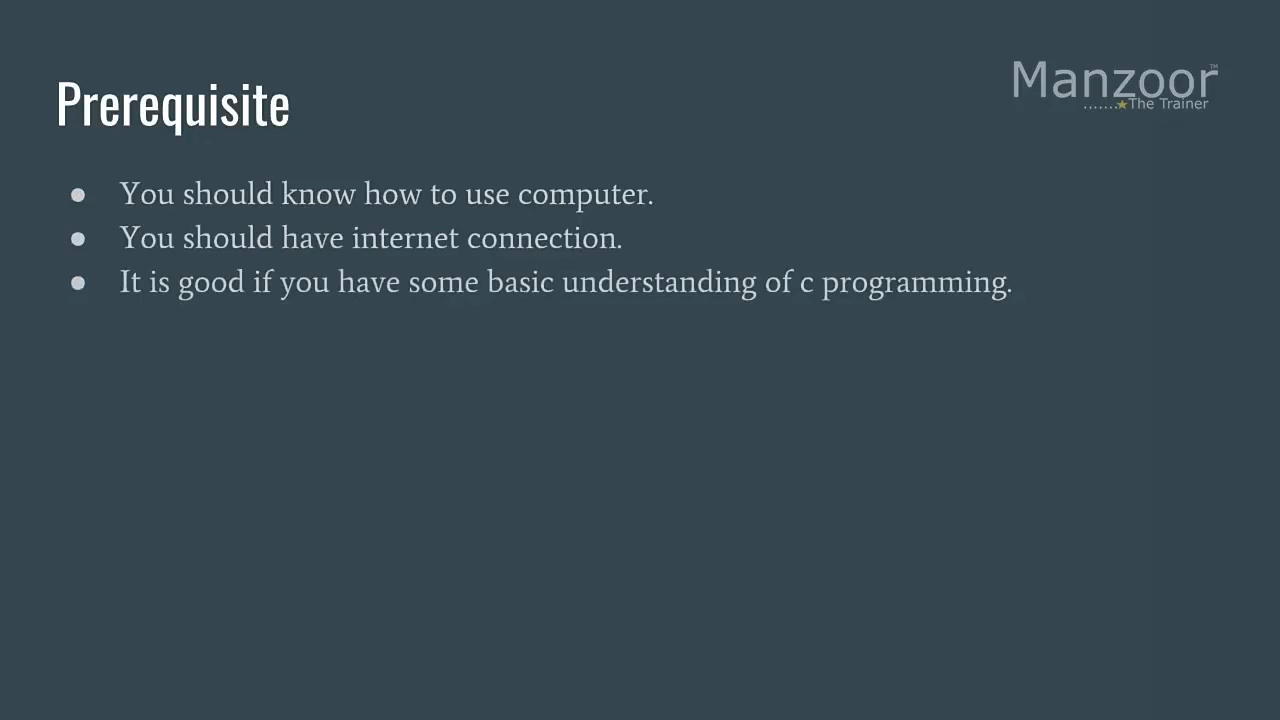 Prerequisite
Manzoor™
.......★The Trainer
● You should know how to use computer.
● You should have internet connection.
● It is good if you have some basic understanding of c programming.